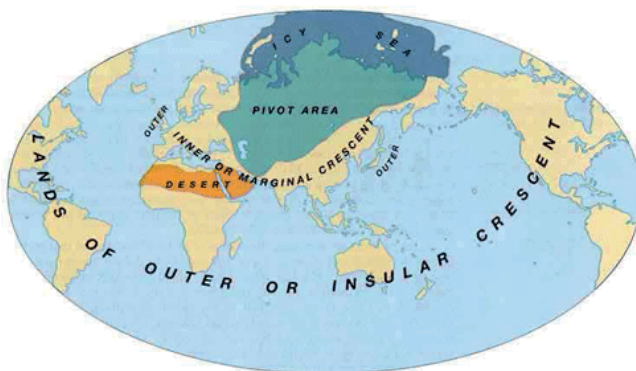 ICY SEA
PIVOT AREA
OUTER
INNER OR MARGINAL CRESCENT
OUTER
DESERT
LANDS OF OUTER OR INSULAR CRESCENT